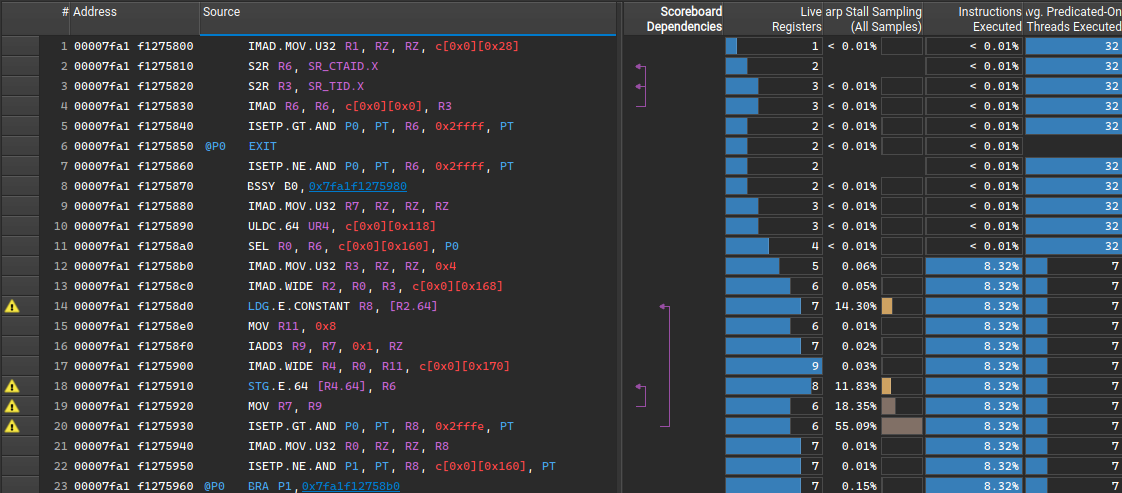 # Address Source Scoreboard Dependencies Live Registers arp Stall Sampling (All Samples) Instructions Executed vg. Predicated-On Threads Executed
1 00007fa1 f1275800 IMAD.MOV.U32 R1, RZ, RZ, c[0x0][0x28] 1 < 0.01% < 0.01% 32
2 00007fa1 f1275810 S2R R6, SR_CTAID.X 2 < 0.01% 32
3 00007fa1 f1275820 S2R R3, SR_TID.X 3 < 0.01% < 0.01% 32
4 00007fa1 f1275830 IMAD R6, R6, c[0x0][0x0], R3 3 < 0.01% < 0.01% 32
5 00007fa1 f1275840 ISETP.GT.AND P0, PT, R6, 0x2ffff, PT 2 < 0.01% < 0.01% 32
6 00007fa1 f1275850 @P0 EXIT 2 < 0.01% < 0.01%
7 00007fa1 f1275860 ISETP.NE.AND P0, PT, R6, 0x2ffff, PT 2 < 0.01% 32
8 00007fa1 f1275870 BSSY B0, 0x7fa1f1275980 2 < 0.01% < 0.01% 32
9 00007fa1 f1275880 IMAD.MOV.U32 R7, RZ, RZ, RZ 3 < 0.01% < 0.01% 32
10 00007fa1 f1275890 ULDC.64 UR4, c[0x0][0x118] 3 < 0.01% < 0.01% 32
11 00007fa1 f12758a0 SEL R0, R6, c[0x0][0x160], P0 4 < 0.01% < 0.01% 32
12 00007fa1 f12758b0 IMAD.MOV.U32 R3, RZ, RZ, 0x4 5 0.06% 8.32% 7
13 00007fa1 f12758c0 IMAD.WIDE R2, R0, R3, c[0x0][0x168] 6 0.05% 8.32% 7
14 00007fa1 f12758d0 LDG.E.CONSTANT R8, [R2.64] 7 14.30% 8.32% 7
15 00007fa1 f12758e0 MOV R11, 0x8 6 0.01% 8.32% 7
16 00007fa1 f12758f0 IADD3 R9, R7, 0x1, RZ 7 0.02% 8.32% 7
17 00007fa1 f1275900 IMAD.WIDE R4, R0, R11, c[0x0][0x170] 9 0.03% 8.32% 7
18 00007fa1 f1275910 STG.E.64 [R4.64], R6 8 11.83% 8.32% 7
19 00007fa1 f1275920 MOV R7, R9 6 18.35% 8.32% 7
20 00007fa1 f1275930 ISETP.GT.AND P0, PT, R8, 0x2fffe, PT 6 55.09% 8.32% 7
21 00007fa1 f1275940 IMAD.MOV.U32 R0, RZ, RZ, R8 7 0.01% 8.32% 7
22 00007fa1 f1275950 ISETP.NE.AND P1, PT, R8, c[0x0][0x160], PT 7 0.01% 8.32% 7
23 00007fa1 f1275960 @P0 BRA P1, 0x7fa1f12758b0 7 0.15% 8.32% 7